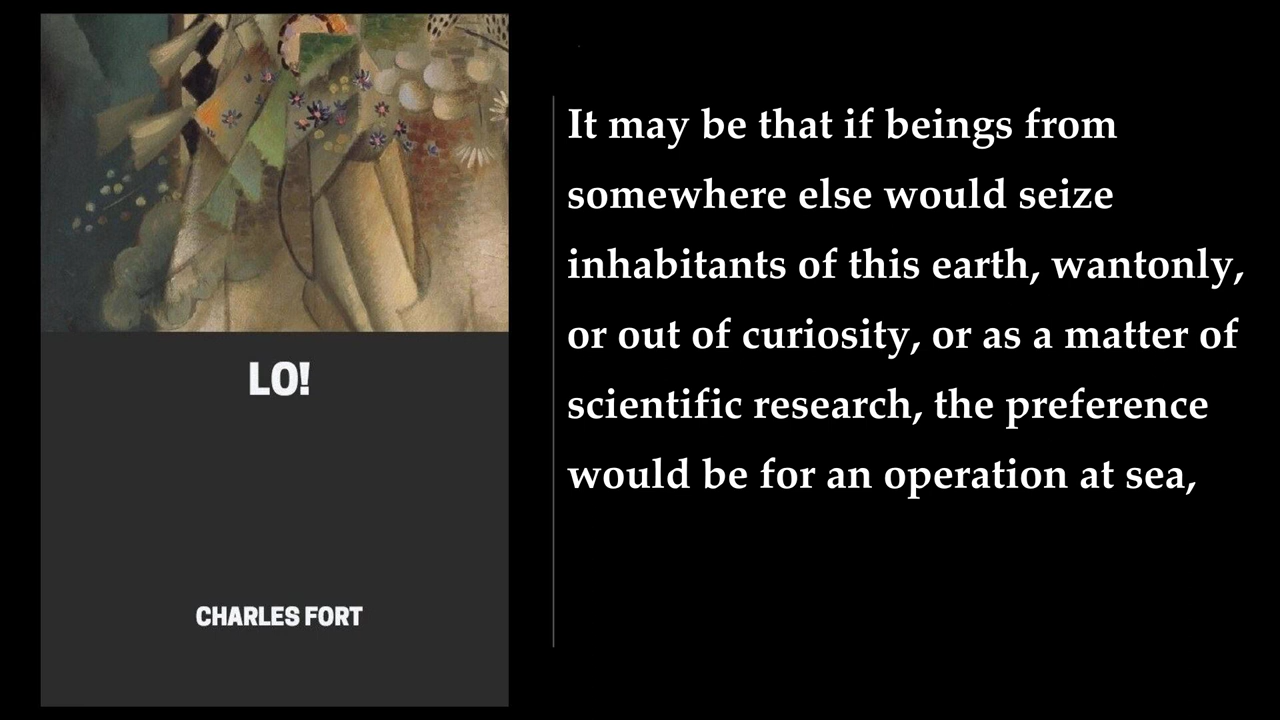 LO!
CHARLES FORT
It may be that if beings from
somewhere else would seize
inhabitants of this earth, wantonly,
or out of curiosity, or as a matter of
scientific research, the preference
would be for an operation at sea,